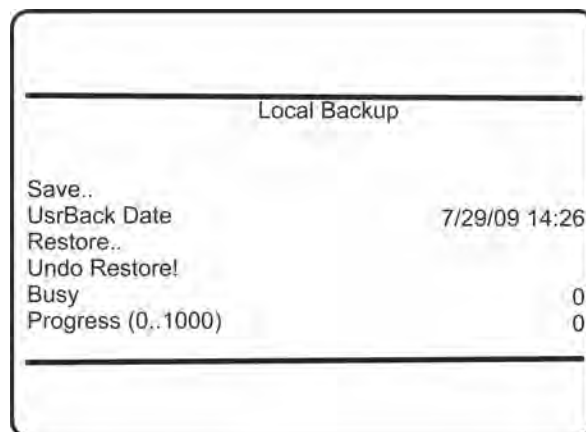 Local Backup
Save..
UsrBack Date 7/29/09 14:26
Restore..
Undo Restore!
Busy 0
Progress (0..1000) 0